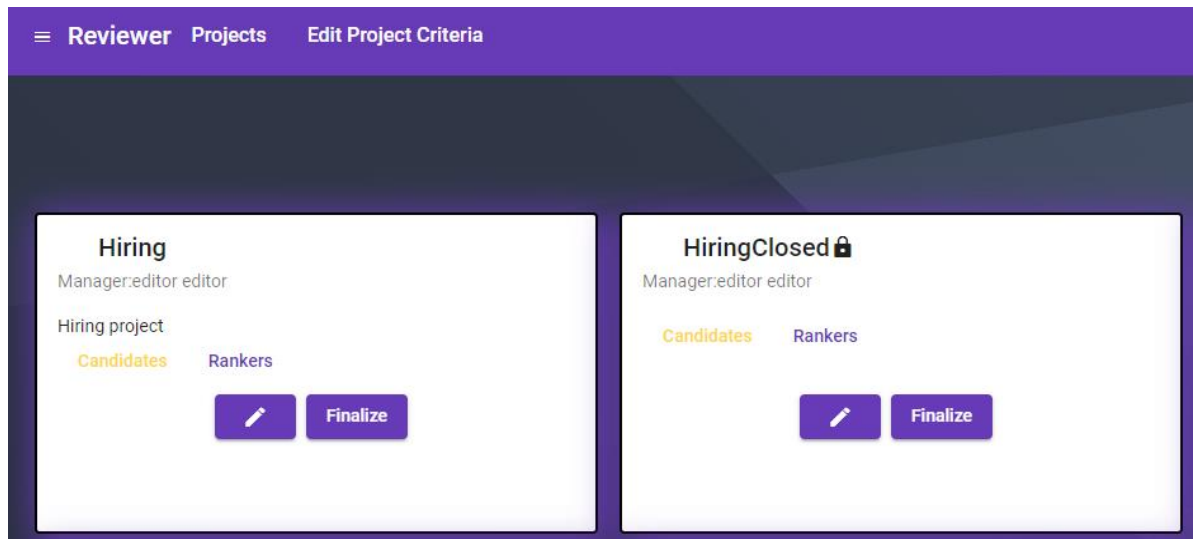 Reviewer Projects Edit Project Criteria
Hiring
Manager:editor editor
Hiring project
Candidates Rankers
Finalize
HiringClosed
Manager:editor editor
Candidates Rankers
Finalize